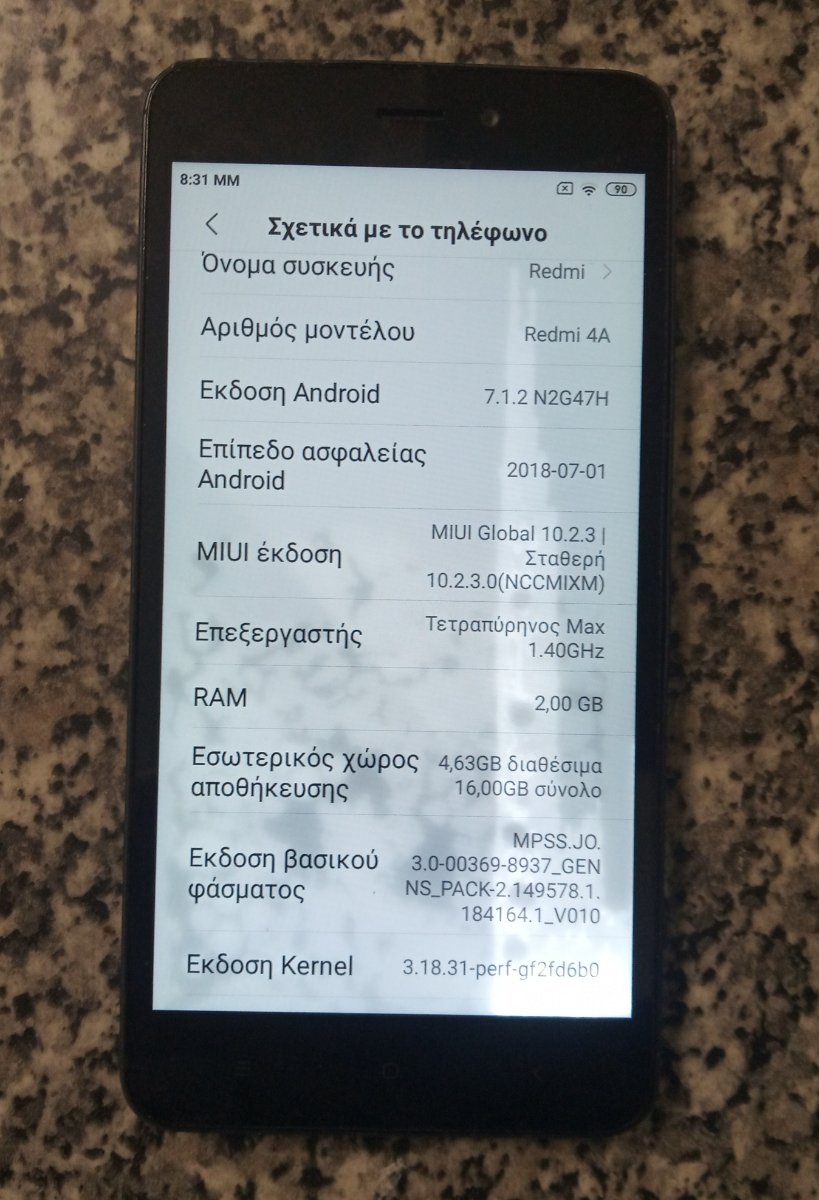 8:31 ΜΜ
90
Σχετικά με το τηλέφωνο
Όνομα συσκευής Redmi
Αριθμός μοντέλου Redmi 4A
Εκδοση Android 7.1.2 N2G47H
Επίπεδο ασφαλείας
Android 2018-07-01
MIUI έκδοση MIUI Global 10.2.3 |
Σταθερή
10.2.3.0(NCCMIXM)
Επεξεργαστής Τετραπύρηνος Max
1.40GHz
RAM 2,00 GB
Εσωτερικός χώρος 4,63GB διαθέσιμα
αποθήκευσης 16,00GB σύνολο
Εκδοση βασικού
φάσματος
MPSS.JO.
3.0-00369-8937_GEN
NS_PACK-2.149578.1.
184164.1_V010
Εκδοση Kernel 3.18.31-perf-gf2fd6b0